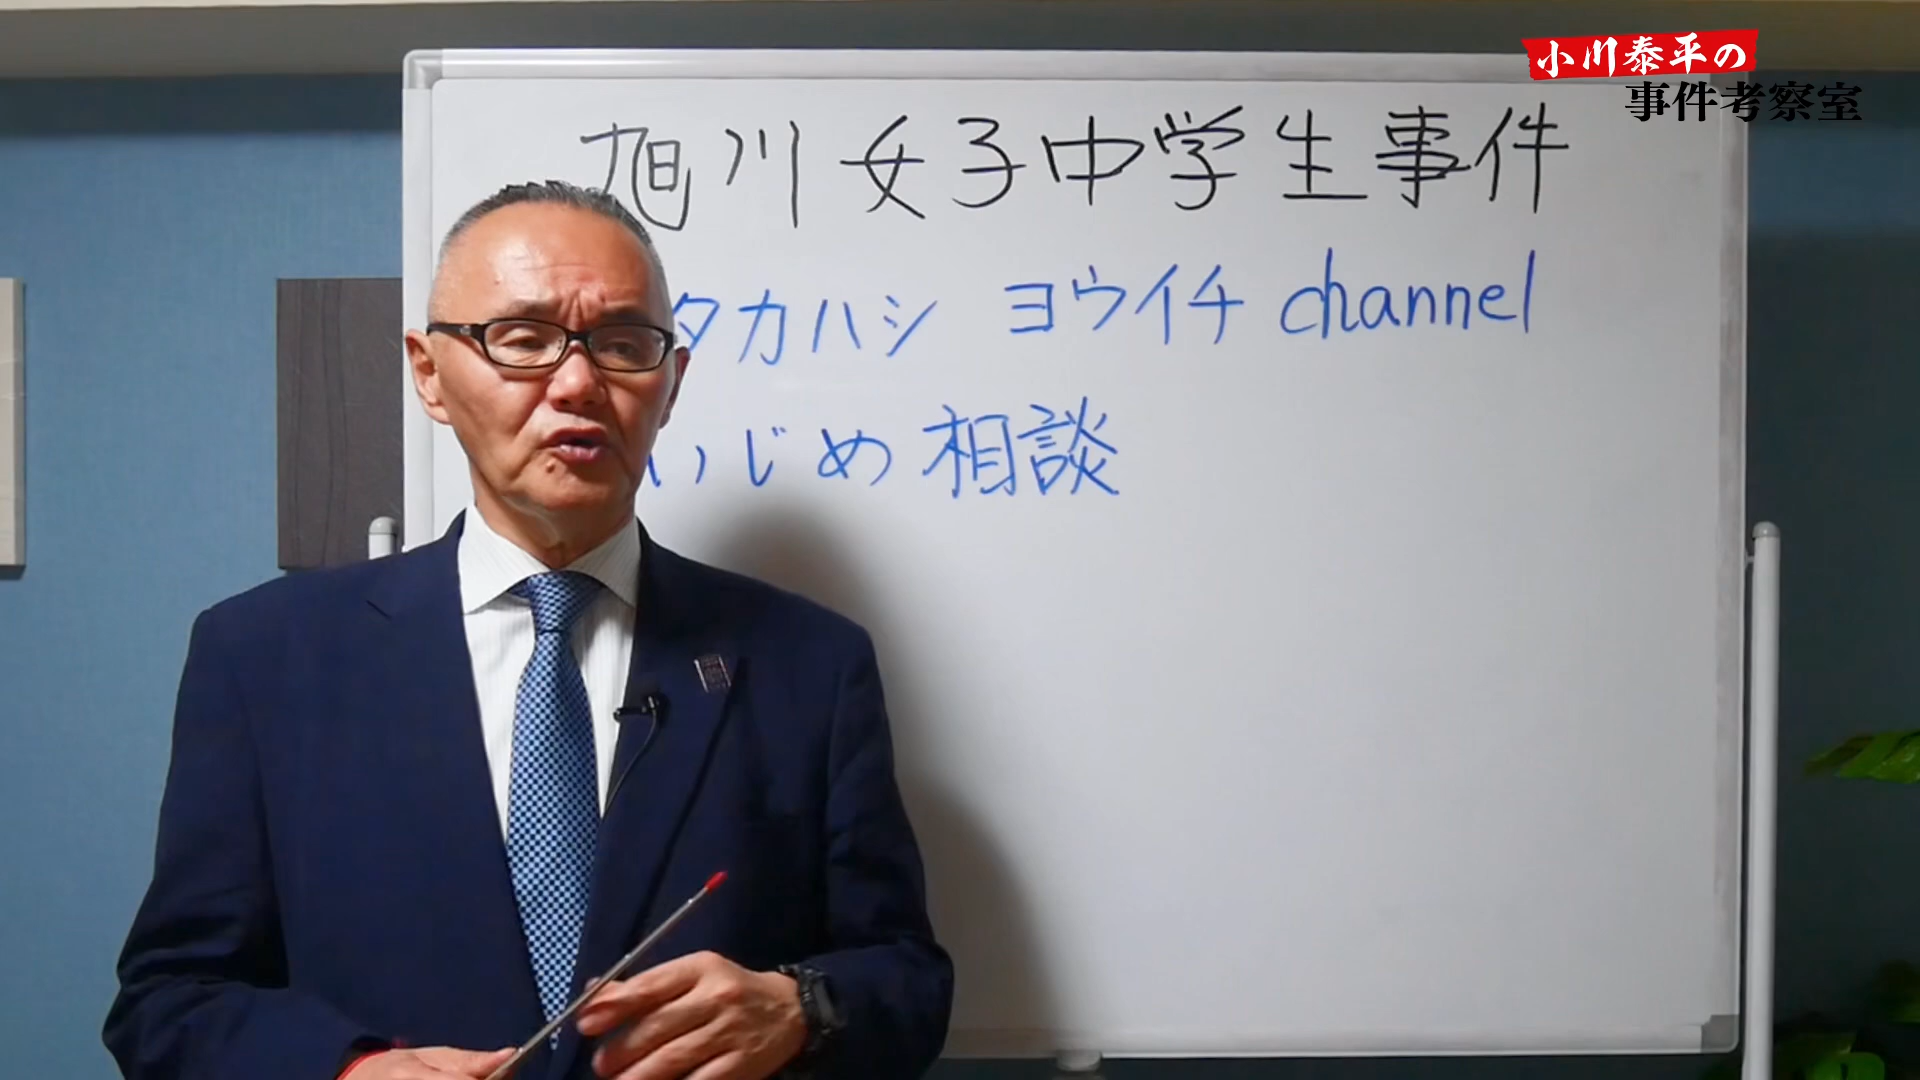 小川泰平の
事件考察室
旭川女子中学生事件
タカハシ ヨウイチ channel
いじめ相談